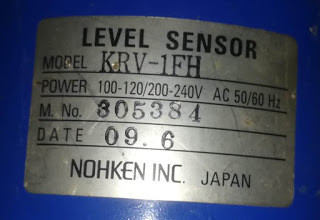 LEVEL SENSOR
MODEL KRV-1FH
POWER 100-120/200-240V AC 50/60 Hz
M. No. 805384
DATE 09.6
NOHKEN INC. JAPAN